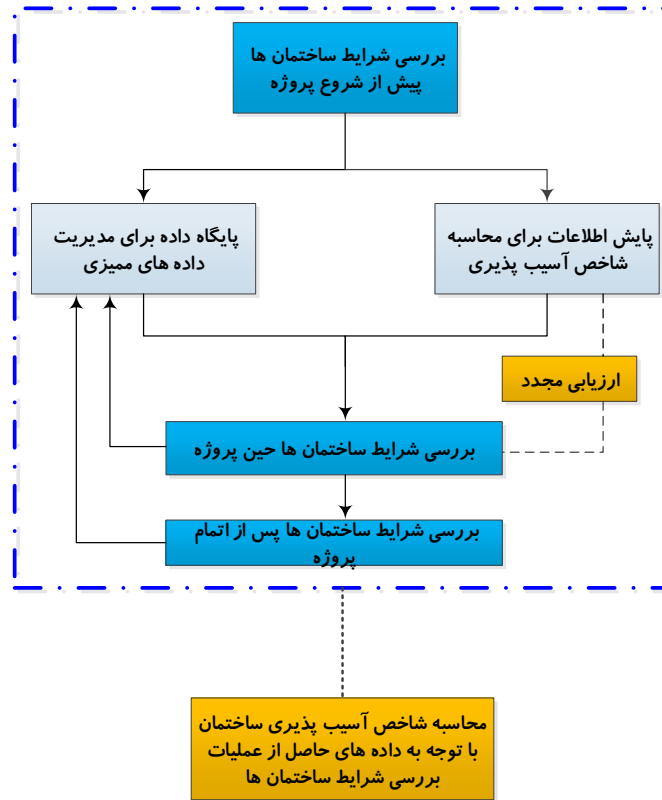 بررسی شرایط ساختمان ها
پیش از شروع پروژه
پایش اطلاعات برای محاسبه
شاخص آسیب پذیری
پایگاه داده برای مدیریت
داده های ممیزی
ارزیابی مجدد
بررسی شرایط ساختمان ها حین پروژه
بررسی شرایط ساختمان ها پس از اتمام
پروژه
محاسبه شاخص آسیب پذیری ساختمان
با توجه به داده های حاصل از عملیات
بررسی شرایط ساختمان ها